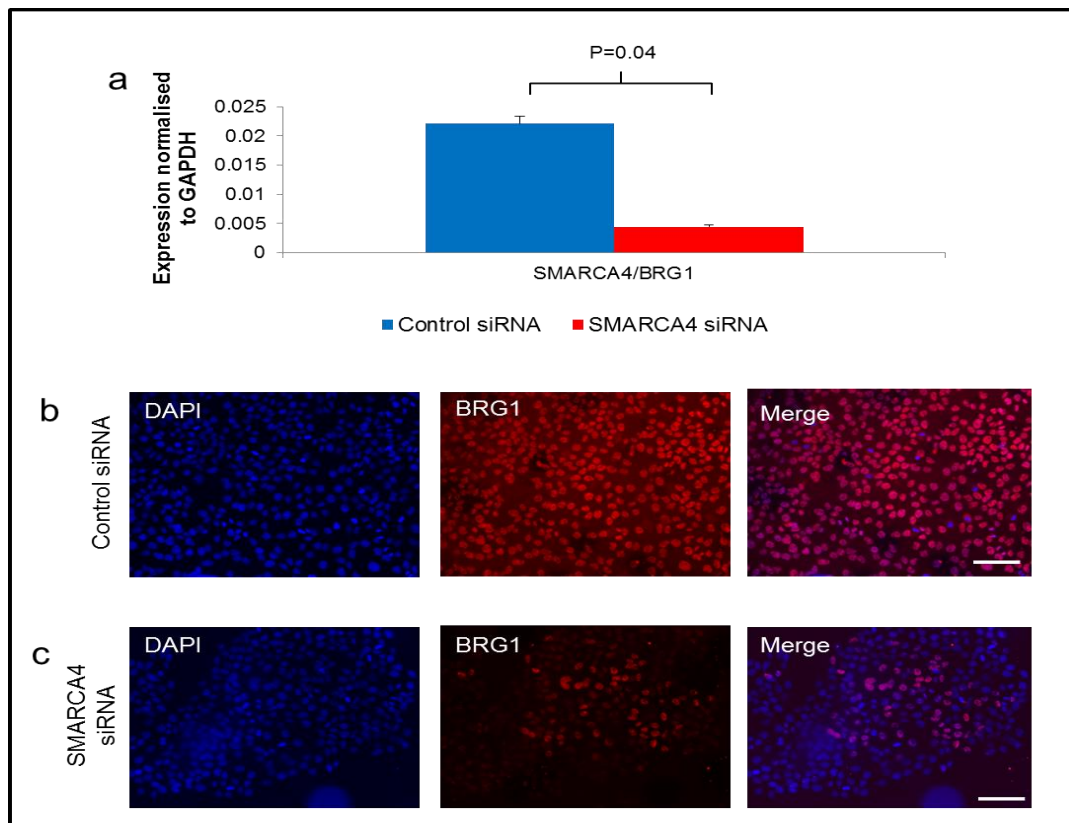 a
P=0.04
Expression normalised
to GAPDH
0.025
0.02
0.015
0.01
0.005
0
SMARCA4/BRG1
Control siRNA
SMARCA4 siRNA
b
Control siRNA
DAPI
BRG1
Merge
c
SMARCA4
siRNA
DAPI
BRG1
Merge